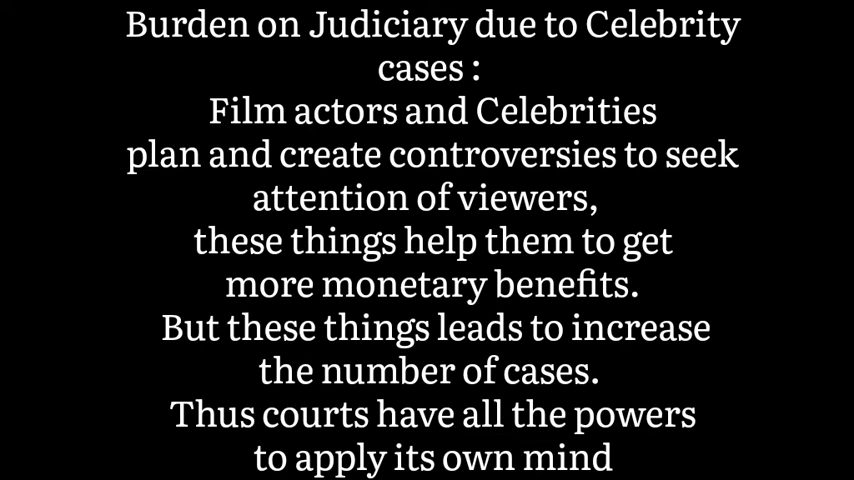 Burden on Judiciary due to Celebrity
cases :
Film actors and Celebrities
plan and create controversies to seek
attention of viewers,
these things help them to get
more monetary benefits.
But these things leads to increase
the number of cases.
Thus courts have all the powers
to apply its own mind